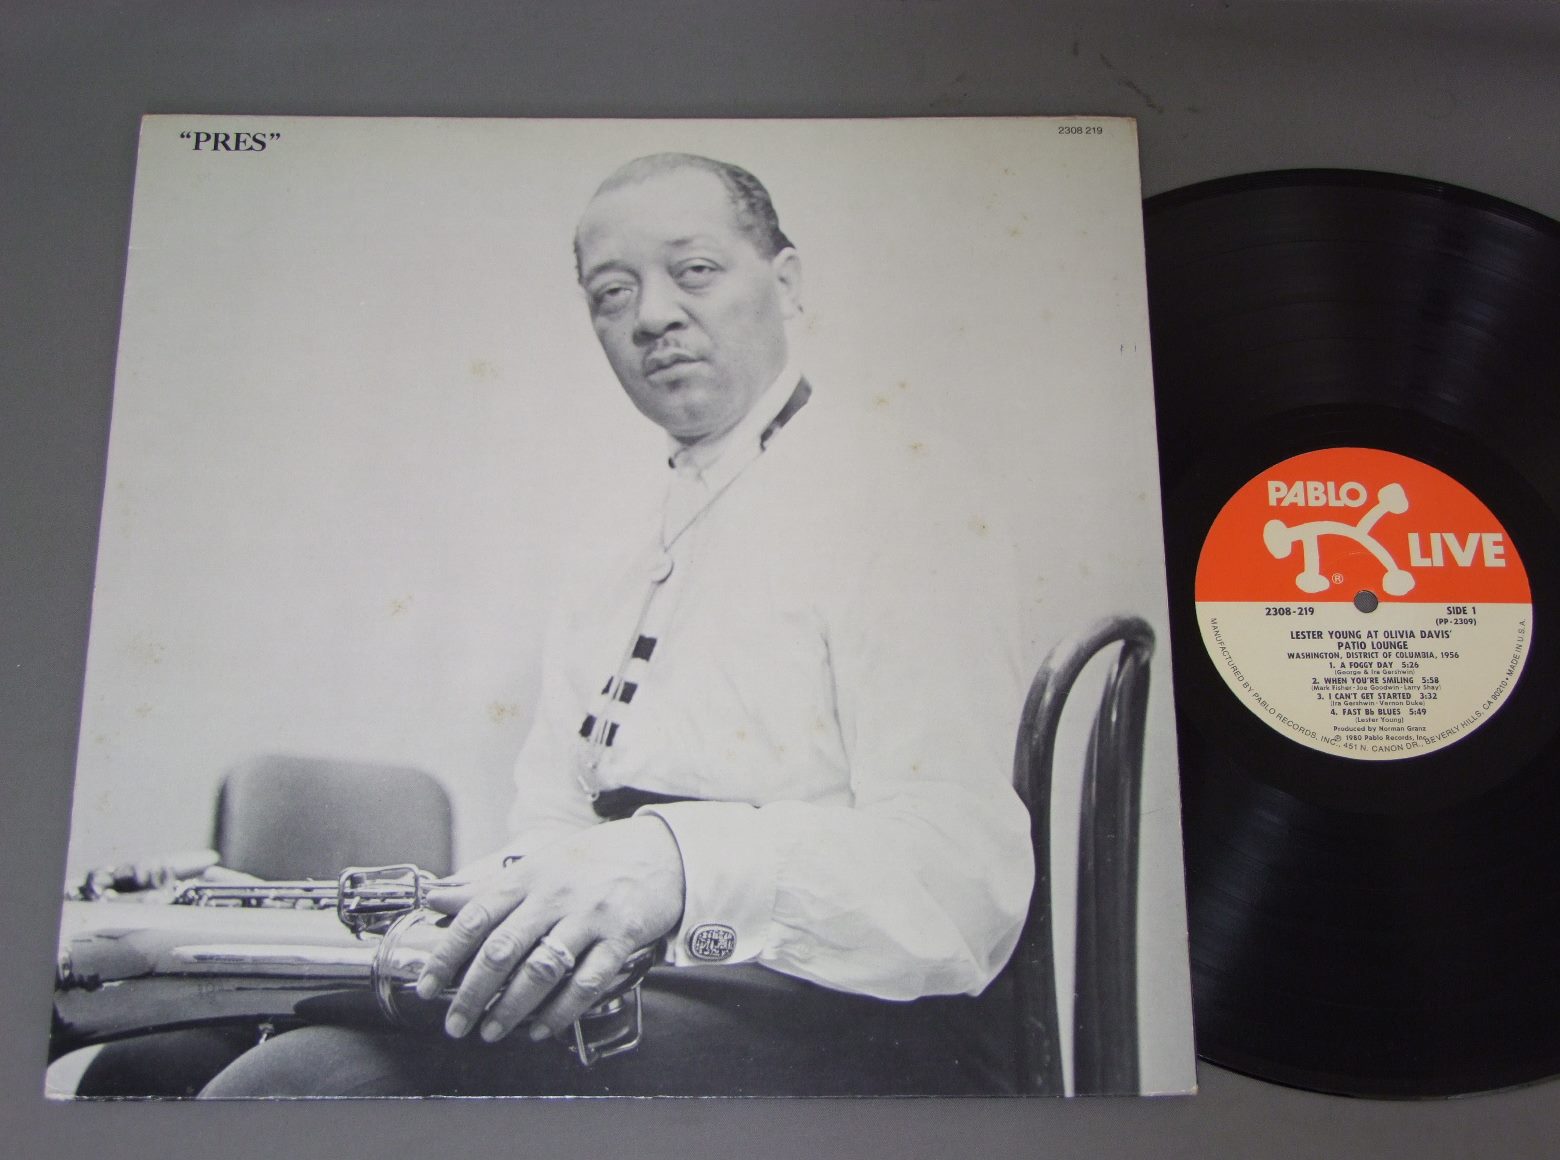 “PRES”
2308 219
PABLO
LIVE
®
2308-219
SIDE 1
(PP-2309)
LESTER YOUNG AT OLIVIA DAVIS'
PATIO LOUNGE
WASHINGTON, DISTRICT OF COLUMBIA, 1956
1. A FOGGY DAY 5:26
(George & Ira Gershwin)
2. WHEN YOU'RE SMILING 5:58
(Mark Fisher-Joe Goodwin-Larry Shay)
3. I CAN'T GET STARTED 3:32
(Ira Gershwin-Vernon Duke)
4. FAST Bb BLUES 5:49
(Lester Young)
Produced by Norman Granz
℗ 1980 Pablo Records, Inc.
MANUFACTURED BY PABLO RECORDS, INC., 451 N. CANON DR., BEVERLY HILLS, CA 90210 • MADE IN U.S.A.